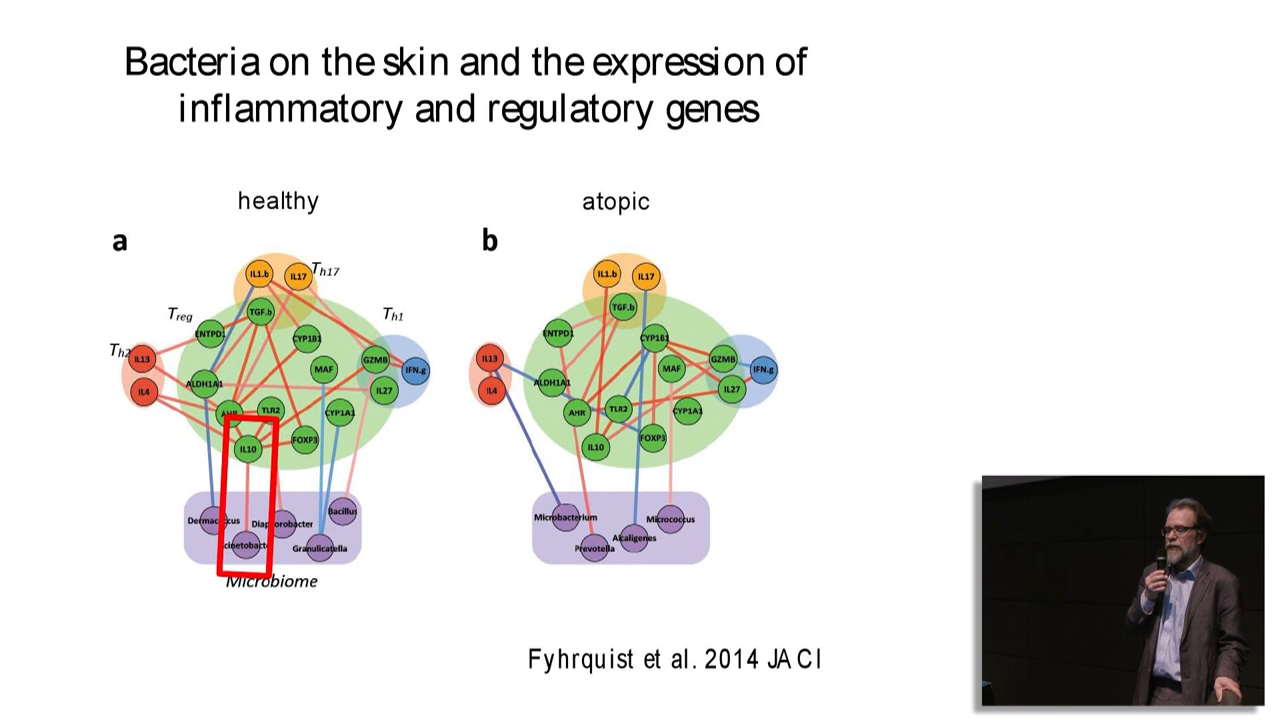 Bacteria on the skin and the expression of
inflammatory and regulatory genes
healthy
atopic
a
b
IL1.b
IL17
Th17
Treg
TGF.b
Th1
ENTPD1
CYP1B1
Th2
IL13
GZMB
MAF
IFN.g
ALDH1A1
IL4
IL27
AHR
TLR2
CYP1A1
IL10
FOXP3
Bacillus
Granulicatella
Microbiome
IL1.b
IL17
TGF.b
ENTPD1
CYP1B1
IL13
GZMB
MAF
IFN.g
ALDH1A1
IL4
IL27
AHR
TLR2
CYP1A1
FOXP3
IL10
Microbacterium
Micrococcus
Alcaligenes
Prevotella
Fyhrquist et al. 2014 JACI